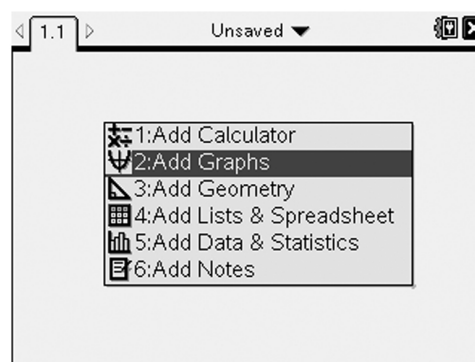 1.1 Unsaved
1:Add Calculator
2:Add Graphs
3:Add Geometry
4:Add Lists & Spreadsheet
5:Add Data & Statistics
6:Add Notes